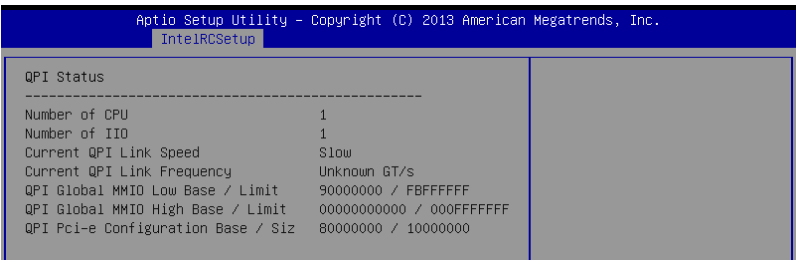 Aptio Setup Utility – Copyright (C) 2013 American Megatrends, Inc.
IntelRCSetup
QPI Status
--------------------------------------------------
Number of CPU 1
Number of IIO 1
Current QPI Link Speed Slow
Current QPI Link Frequency Unknown GT/s
QPI Global MMIO Low Base / Limit 90000000 / FBFFFFFF
QPI Global MMIO High Base / Limit 00000000000 / 000FFFFFFF
QPI Pci-e Configuration Base / Siz 80000000 / 10000000